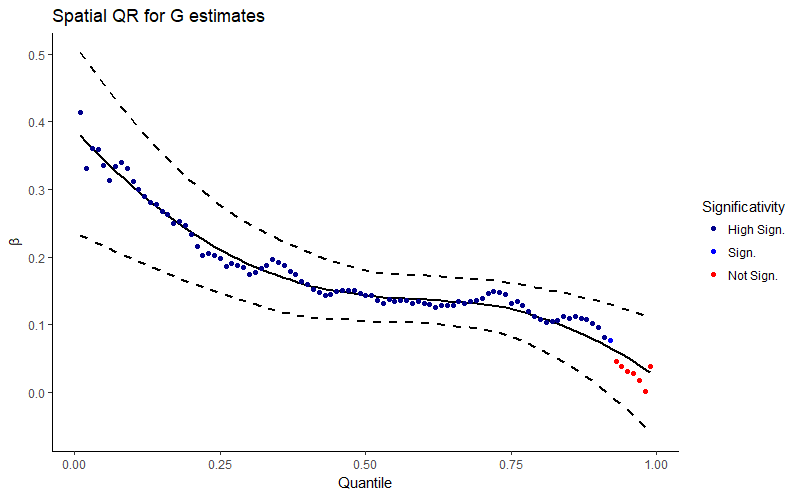 Spatial QR for G estimates
0.5
0.4
0.3
0.2
0.1
0.0
β
0.00
0.25
0.50
0.75
1.00
Quantile
Significativity
High Sign.
Sign.
Not Sign.